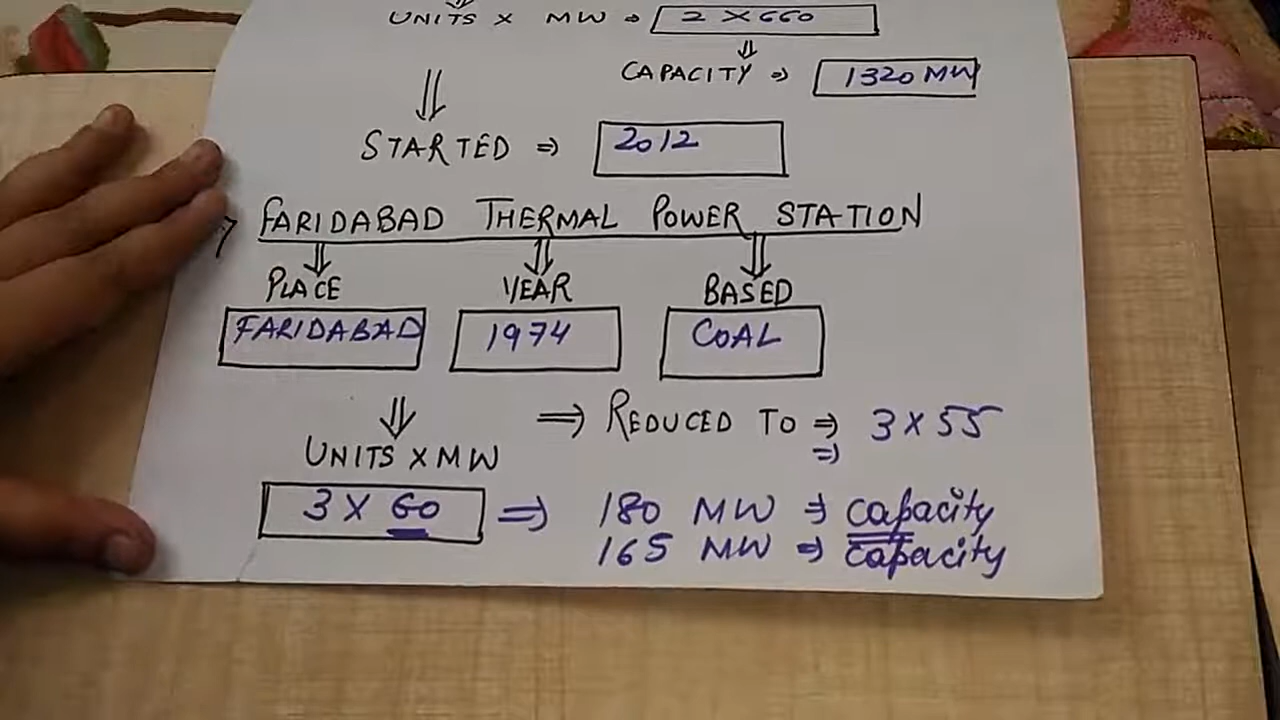 UNITS X MW ⇒ 2 X 660
⇓
CAPACITY ⇒ 1320 MW
⇓
STARTED ⇒ 2012
FARIDABAD THERMAL POWER STATION
⇓ ⇓ ⇓
PLACE YEAR BASED
FARIDABAD 1974 COAL
⇓ ⇒ REDUCED TO ⇒ 3 X 55
UNITS X MW ⇒
3 X 60 ⇒ 180 MW ⇒ capacity
165 MW ⇒ capacity